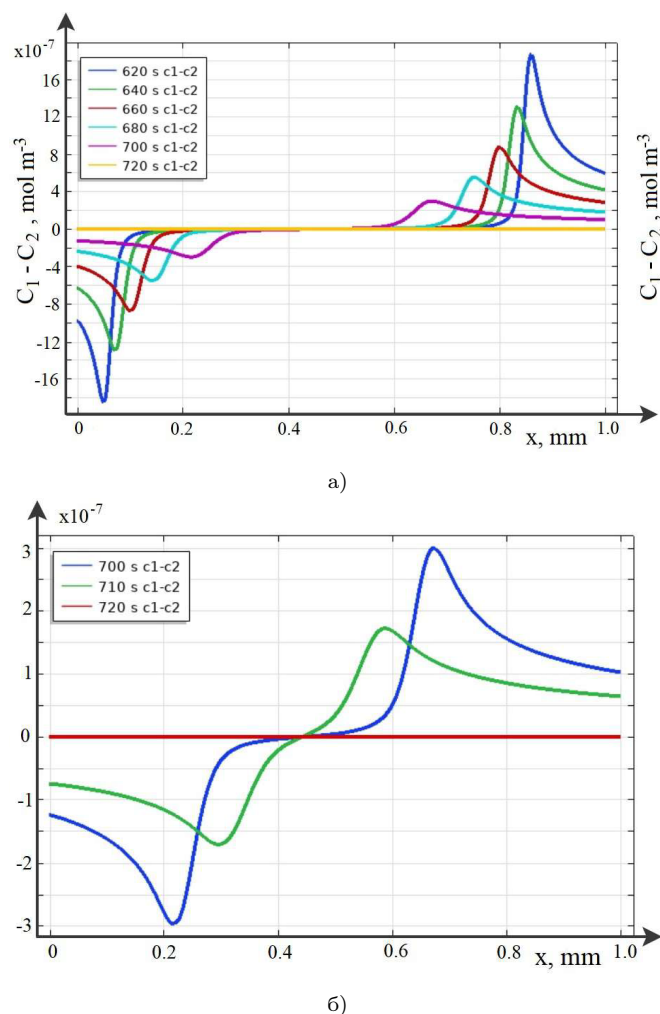 x10⁻⁷
620 s c1-c2
640 s c1-c2
660 s c1-c2
680 s c1-c2
700 s c1-c2
720 s c1-c2
16
12
8
4
0
-4
-8
-12
-16
C₁ - C₂ , mol m⁻³
C₁ - C₂ , mol m⁻³
0 0.2 0.4 0.6 0.8 1.0
x, mm
а)
x10⁻⁷
700 s c1-c2
710 s c1-c2
720 s c1-c2
3
2
1
0
-1
-2
-3
0 0.2 0.4 0.6 0.8 1.0
x, mm
б)